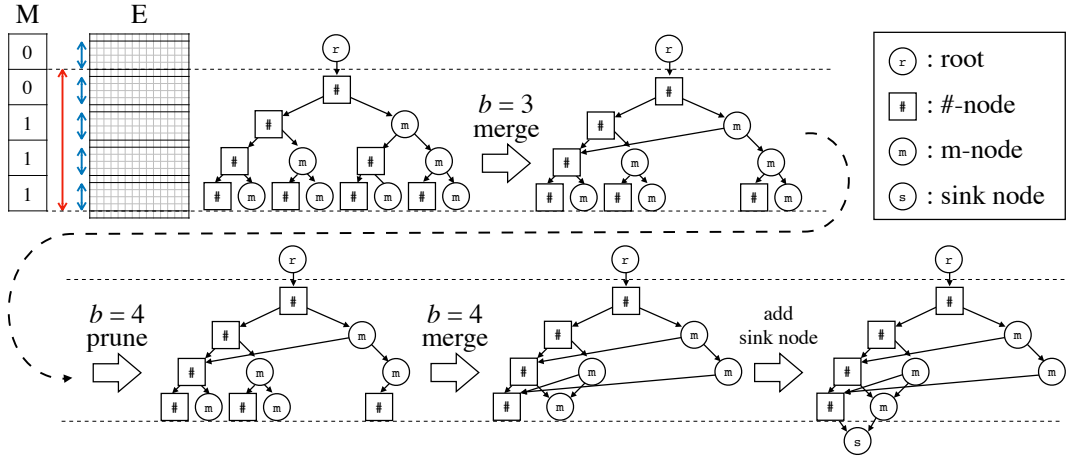 M E
0
0
1
1
1
r
#
# m
# m # m
# m # m # m # m
b = 3
merge
r
#
# m
# m m
# m # m # m
r : root
# : #-node
m : m-node
s : sink node
b = 4
prune
r
#
# m
# m m
# m # m #
b = 4
merge
r
#
# m
# m m
# m
add
sink node
r
#
# m
# m m
# m
s